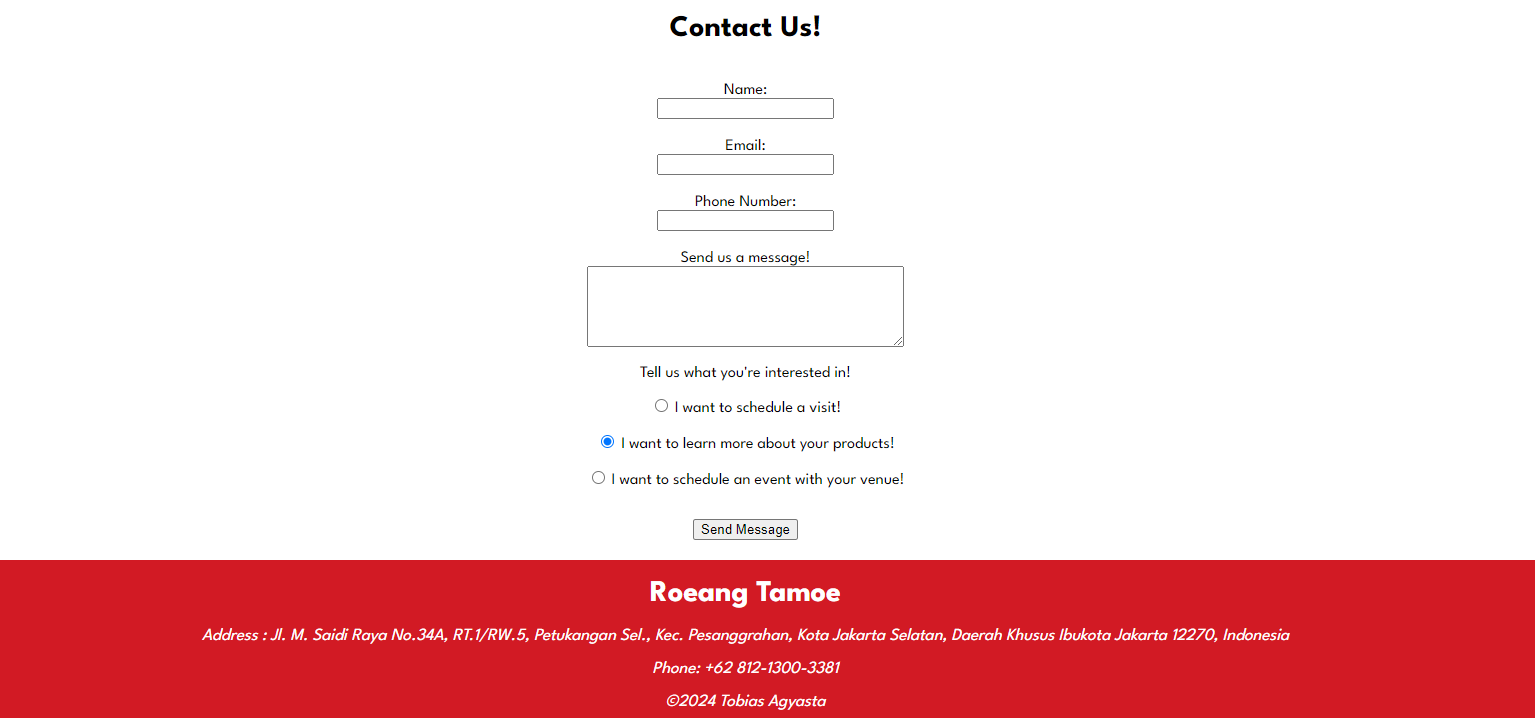 Contact Us!
Name:
Email:
Phone Number:
Send us a message!
Tell us what you're interested in!
I want to schedule a visit!
I want to learn more about your products!
I want to schedule an event with your venue!
Send Message
Roeang Tamoe
Address : Jl. M. Saidi Raya No.34A, RT.1/RW.5, Petukangan Sel., Kec. Pesanggrahan, Kota Jakarta Selatan, Daerah Khusus Ibukota Jakarta 12270, Indonesia
Phone: +62 812-1300-3381
©2024 Tobias Agyasta